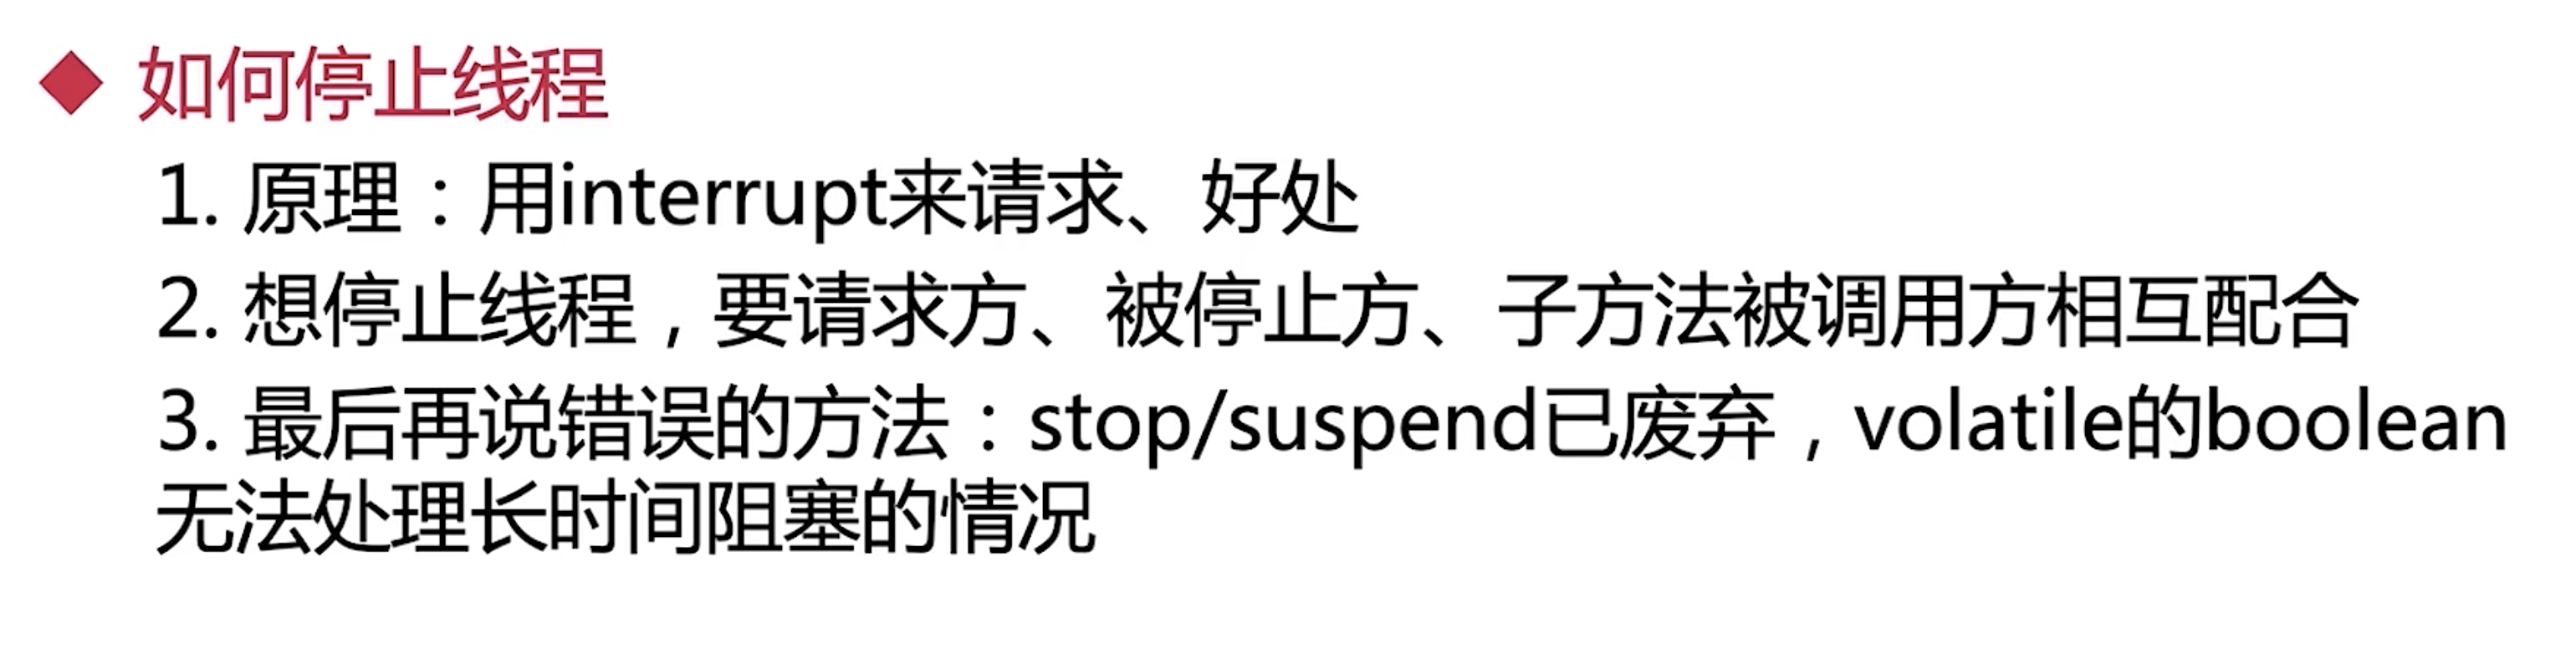 如何停止线程
1. 原理：用interrupt来请求、好处
2. 想停止线程，要请求方、被停止方、子方法被调用方相互配合
3. 最后再说错误的方法：stop/suspend已废弃，volatile的boolean
无法处理长时间阻塞的情况